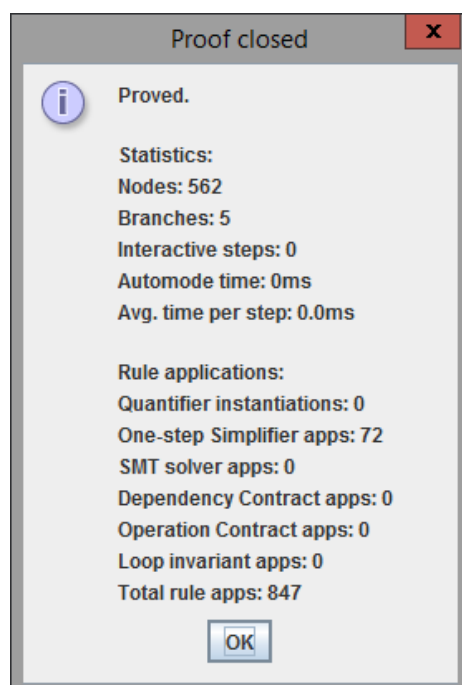 Proof closed
x
i
Proved.
Statistics:
Nodes: 562
Branches: 5
Interactive steps: 0
Automode time: 0ms
Avg. time per step: 0.0ms
Rule applications:
Quantifier instantiations: 0
One-step Simplifier apps: 72
SMT solver apps: 0
Dependency Contract apps: 0
Operation Contract apps: 0
Loop invariant apps: 0
Total rule apps: 847
OK